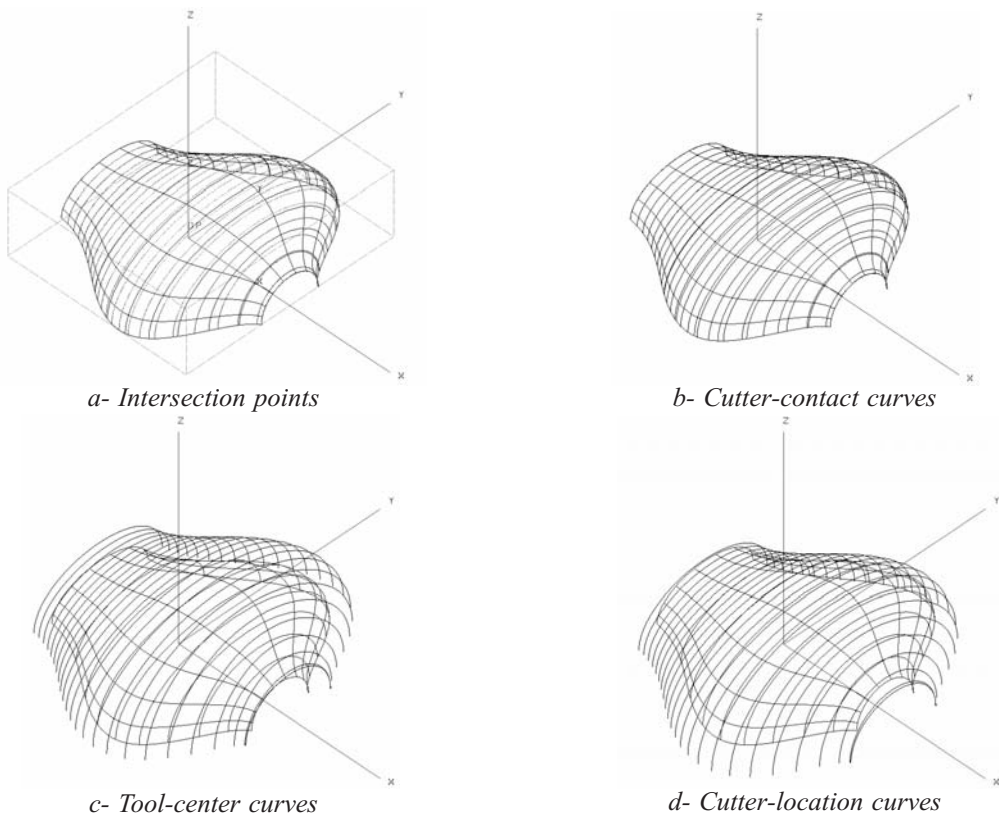 Z
Y
X
a- Intersection points
Z
Y
X
b- Cutter-contact curves
Z
Y
X
c- Tool-center curves
Z
Y
X
d- Cutter-location curves